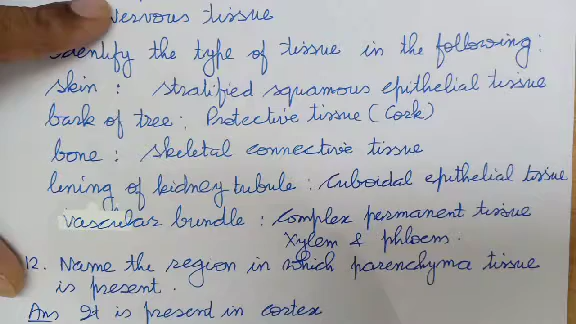 Nervous tissue
Identify the type of tissue in the following:
skin : stratified squamous epithelial tissue
bark of tree: Protective tissue (Cork)
bone : skeletal connective tissue
lining of kidney tubule : Cuboidal epithelial tissue
vascular bundle : Complex permanent tissue
xylem & phloem.
12. Name the region in which parenchyma tissue
is present.
Ans It is present in cortex